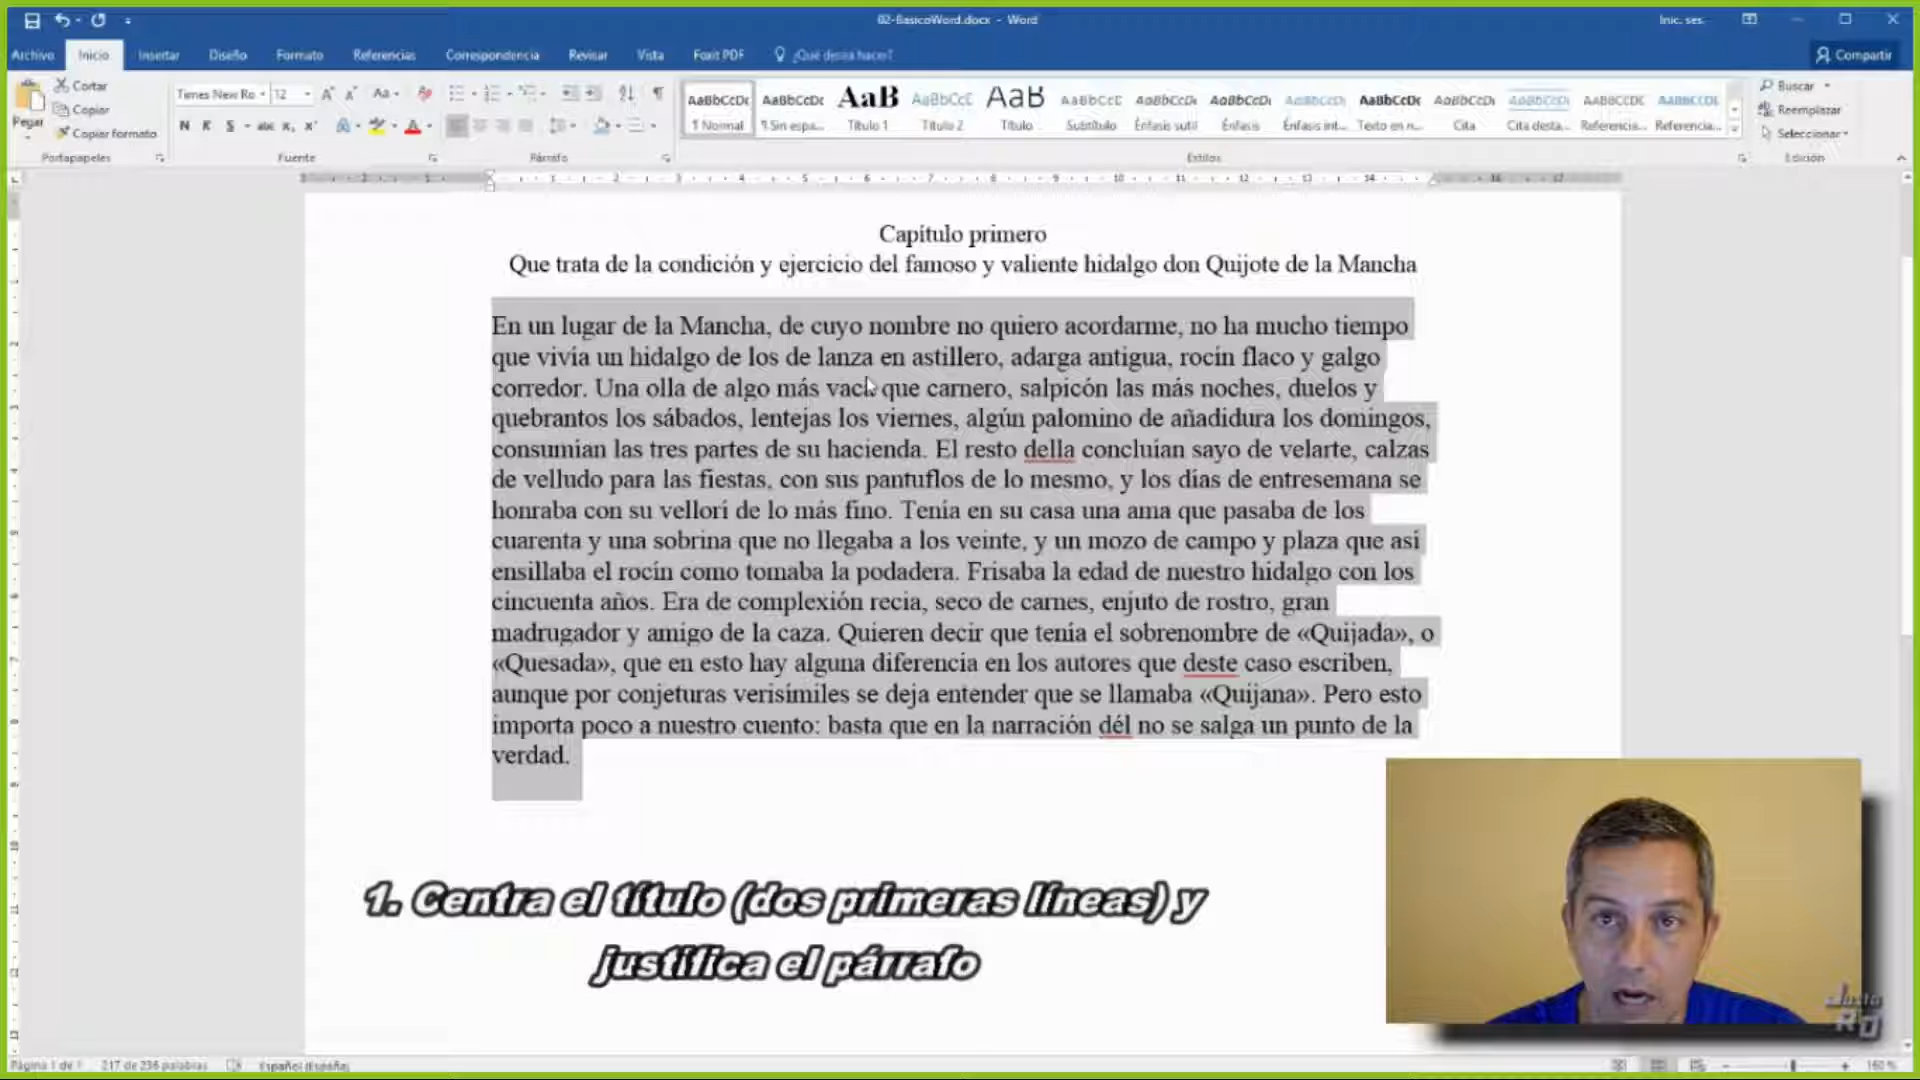 02-BasicoWord.docx - Word
Inic. ses.
Archivo Inicio Insertar Diseño Formato Referencias Correspondencia Revisar Vista Foxit PDF ¿Qué desea hacer? Compartir
Pegar
Cortar
Copiar
Copiar formato
Portapapeles
Times New Ro 12
N K S abc
Fuente
Párrafo
AaBbCcDc AaBbCcDc AaB AaBbCcC AaB AaBbCcC AaBbCcDc AaBbCcDc AaBbCcDc AaBbCcDc AaBbCcDc AaBbCcDc AABBCCDC AABBCCDC
¶ Normal ¶ Sin espa... Título 1 Título 2 Título Subtítulo Énfasis sutil Énfasis Énfasis int... Texto en n... Cita Cita desta... Referencia... Referencia...
Estilos
Buscar
Reemplazar
Seleccionar
Edición
Capítulo primero
Que trata de la condición y ejercicio del famoso y valiente hidalgo don Quijote de la Mancha
En un lugar de la Mancha, de cuyo nombre no quiero acordarme, no ha mucho tiempo
que vivía un hidalgo de los de lanza en astillero, adarga antigua, rocín flaco y galgo
corredor. Una olla de algo más vaca que carnero, salpicón las más noches, duelos y
quebrantos los sábados, lentejas los viernes, algún palomino de añadidura los domingos,
consumían las tres partes de su hacienda. El resto della concluían sayo de velarte, calzas
de velludo para las fiestas, con sus pantuflos de lo mesmo, y los días de entresemana se
honraba con su vellorí de lo más fino. Tenía en su casa una ama que pasaba de los
cuarenta y una sobrina que no llegaba a los veinte, y un mozo de campo y plaza que así
ensillaba el rocín como tomaba la podadera. Frisaba la edad de nuestro hidalgo con los
cincuenta años. Era de complexión recia, seco de carnes, enjuto de rostro, gran
madrugador y amigo de la caza. Quieren decir que tenía el sobrenombre de «Quijada», o
«Quesada», que en esto hay alguna diferencia en los autores que deste caso escriben,
aunque por conjeturas verisímiles se deja entender que se llamaba «Quijana». Pero esto
importa poco a nuestro cuento: basta que en la narración dél no se salga un punto de la
verdad.
1. Centra el título (dos primeras líneas) y
justifica el párrafo
Justo
RD
Página 1 de 1 217 de 236 palabras Español (España)
160 %